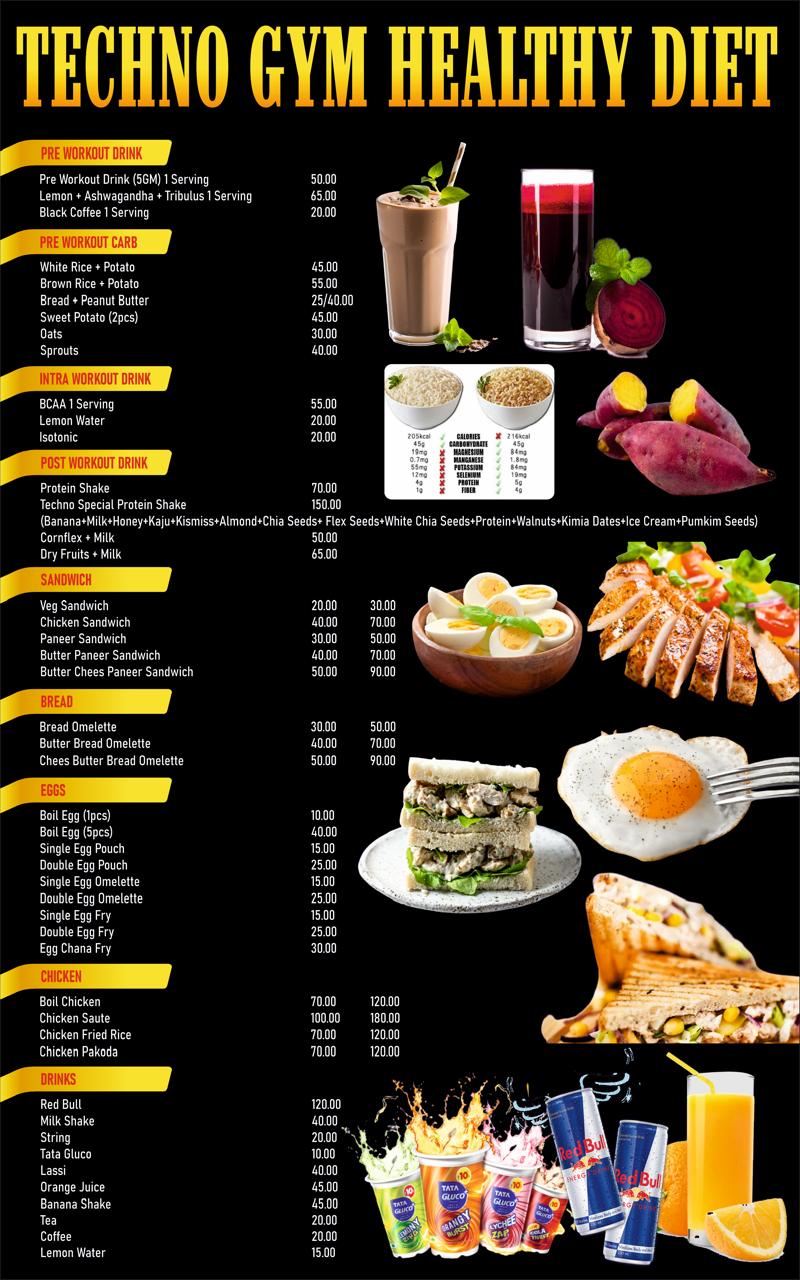 TECHNO GYM HEALTHY DIET
PRE WORKOUT DRINK
Pre Workout Drink (5GM) 1 Serving 50.00
Lemon + Ashwagandha + Tribulus 1 Serving 65.00
Black Coffee 1 Serving 20.00
PRE WORKOUT CARB
White Rice + Potato 45.00
Brown Rice + Potato 55.00
Bread + Peanut Butter 25/40.00
Sweet Potato (2pcs) 45.00
Oats 30.00
Sprouts 40.00
INTRA WORKOUT DRINK
BCAA 1 Serving 55.00
Lemon Water 20.00
Isotonic 20.00
205kcal CALORIES 216kcal
45g CARBOHYDRATE 45g
19mg MAGNESIUM 84mg
0.7mg MANGANESE 1.8mg
55mg POTASSIUM 84mg
12mg SELENIUM 19mg
4g PROTEIN 5g
1g FIBER 4g
POST WORKOUT DRINK
Protein Shake 70.00
Techno Special Protein Shake 150.00
(Banana+Milk+Honey+Kaju+Kismiss+Almond+Chia Seeds+ Flex Seeds+White Chia Seeds+Protein+Walnuts+Kimia Dates+Ice Cream+Pumkim Seeds)
Cornflex + Milk 50.00
Dry Fruits + Milk 65.00
SANDWICH
Veg Sandwich 20.00 30.00
Chicken Sandwich 40.00 70.00
Paneer Sandwich 30.00 50.00
Butter Paneer Sandwich 40.00 70.00
Butter Chees Paneer Sandwich 50.00 90.00
BREAD
Bread Omelette 30.00 50.00
Butter Bread Omelette 40.00 70.00
Chees Butter Bread Omelette 50.00 90.00
EGGS
Boil Egg (1pcs) 10.00
Boil Egg (5pcs) 40.00
Single Egg Pouch 15.00
Double Egg Pouch 25.00
Single Egg Omelette 15.00
Double Egg Omelette 25.00
Single Egg Fry 15.00
Double Egg Fry 25.00
Egg Chana Fry 30.00
CHICKEN
Boil Chicken 70.00 120.00
Chicken Saute 100.00 180.00
Chicken Fried Rice 70.00 120.00
Chicken Pakoda 70.00 120.00
DRINKS
Red Bull 120.00
Milk Shake 40.00
String 20.00
Tata Gluco 10.00
Lassi 40.00
Orange Juice 45.00
Banana Shake 45.00
Tea 20.00
Coffee 20.00
Lemon Water 15.00
TATA GLUCO+
TATA GLUCO+ ₹10 ORANGY BURST
TATA GLUCO+ ₹10 LYCHEE ZAP
TATA GLUCO+
Red Bull
ENERGY DRINK
Red Bull
ENERGY DRINK